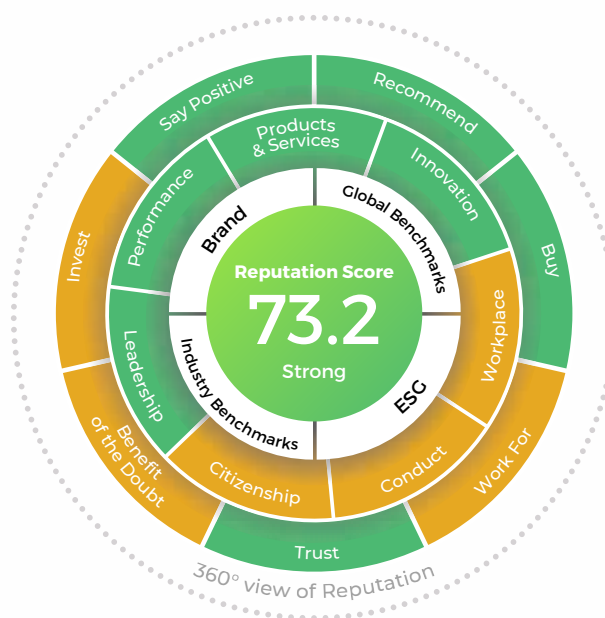 Say Positive
Recommend
Buy
Work For
Trust
Benefit
of the Doubt
Invest
Products
& Services
Innovation
Workplace
Conduct
Citizenship
Leadership
Performance
Brand
Global Benchmarks
ESG
Industry Benchmarks
Reputation Score
73.2
Strong
360° view of Reputation